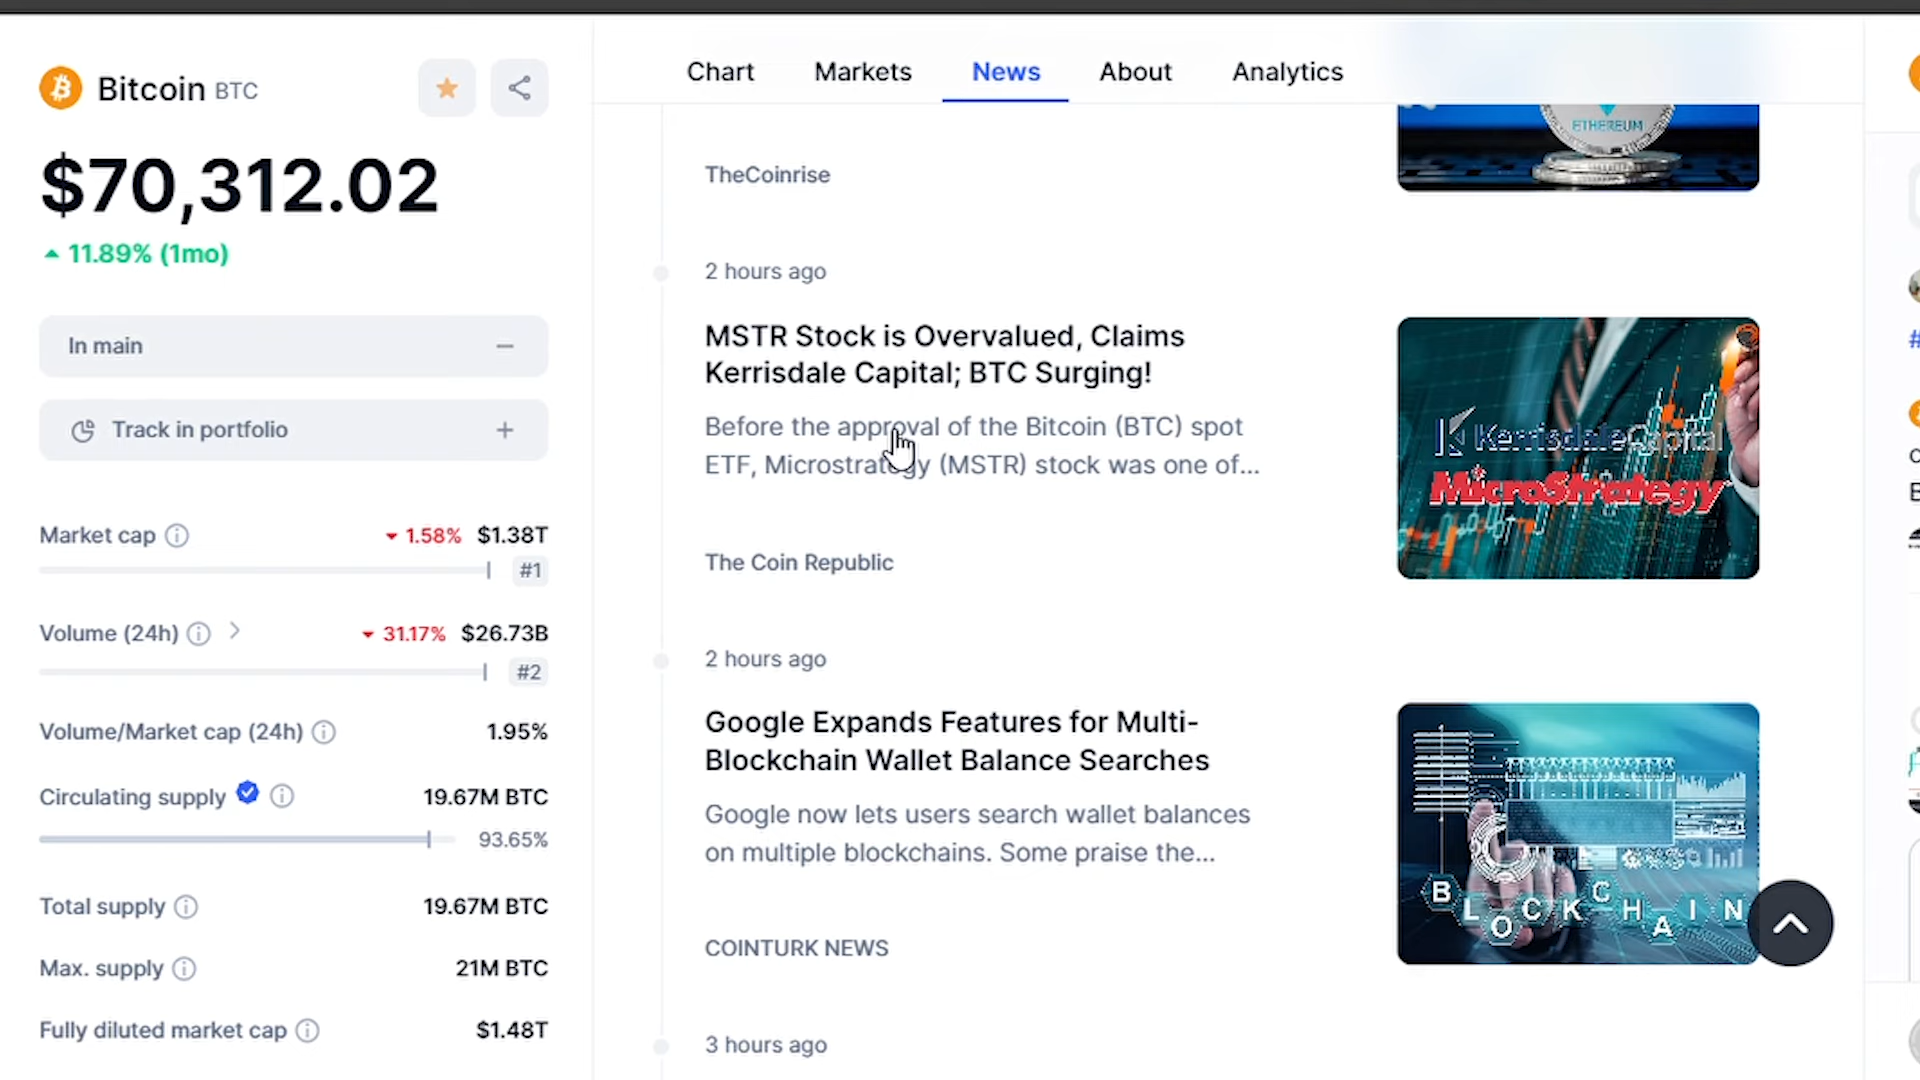 Bitcoin BTC
$70,312.02
11.89% (1mo)
In main
Track in portfolio
Market cap
1.58% $1.38T
#1
Volume (24h)
31.17% $26.73B
#2
Volume/Market cap (24h)
1.95%
Circulating supply
19.67M BTC
93.65%
Total supply
19.67M BTC
Max. supply
21M BTC
Fully diluted market cap
$1.48T
Chart Markets News About Analytics
ETHEREUM
TheCoinrise
2 hours ago
MSTR Stock is Overvalued, Claims
Kerrisdale Capital; BTC Surging!
Before the approval of the Bitcoin (BTC) spot
ETF, Microstrategy (MSTR) stock was one of...
The Coin Republic
Kerrisdale Capital
MicroStrategy
2 hours ago
Google Expands Features for Multi-
Blockchain Wallet Balance Searches
Google now lets users search wallet balances
on multiple blockchains. Some praise the...
COINTURK NEWS
BLOCKCHAIN
3 hours ago